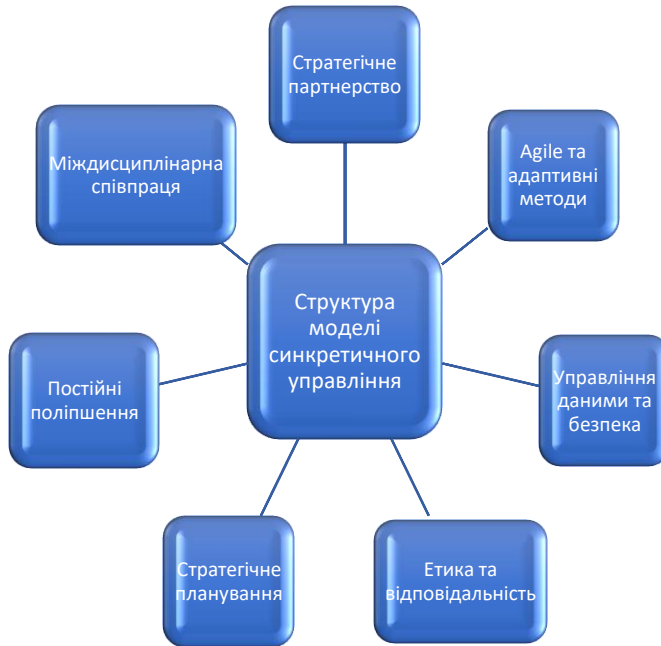 Стратегічне
партнерство
Agile та
адаптивні
методи
Управління
даними та
безпека
Етика та
відповідальність
Стратегічне
планування
Постійні
поліпшення
Міждисциплінарна
співпраця
Структура
моделі
синкретичного
управління